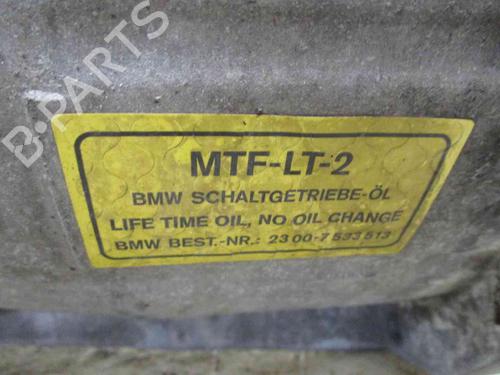 B-PARTS
MTF-LT-2
BMW SCHALTGETRIEBE-ÖL
LIFE TIME OIL, NO OIL CHANGE
BMW BEST.-NR.: 23 00-7 533 513